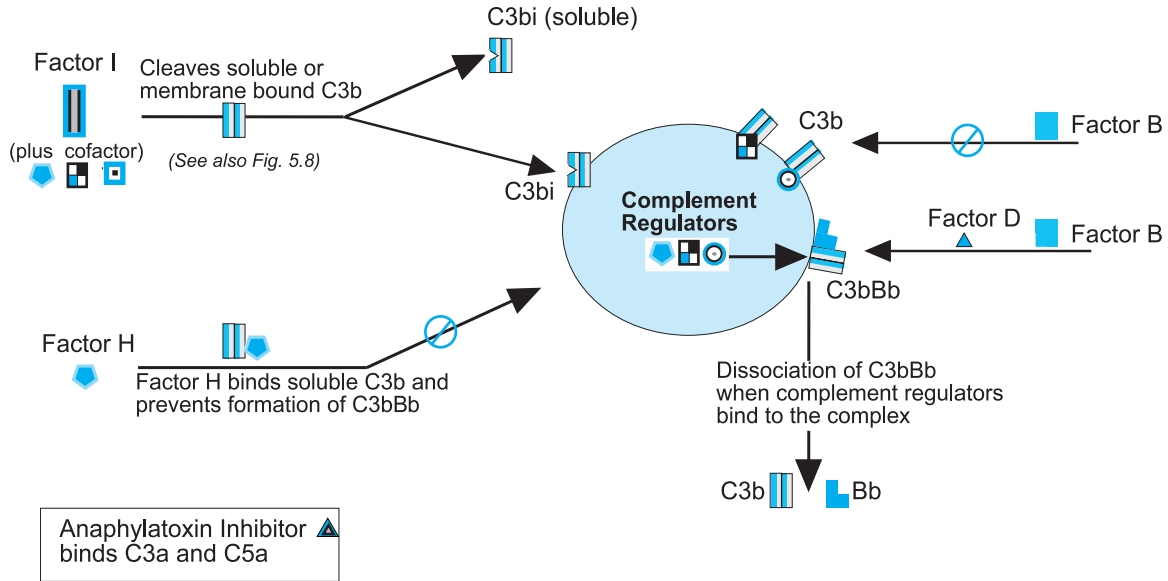 C3bi (soluble)
Factor I
Cleaves soluble or
membrane bound C3b
(plus cofactor)
(See also Fig. 5.8)
C3b
Factor B
C3bi
Complement
Regulators
Factor D
Factor B
C3bBb
Factor H
Factor H binds soluble C3b and
prevents formation of C3bBb
Dissociation of C3bBb
when complement regulators
bind to the complex
C3b
Bb
Anaphylatoxin Inhibitor
binds C3a and C5a